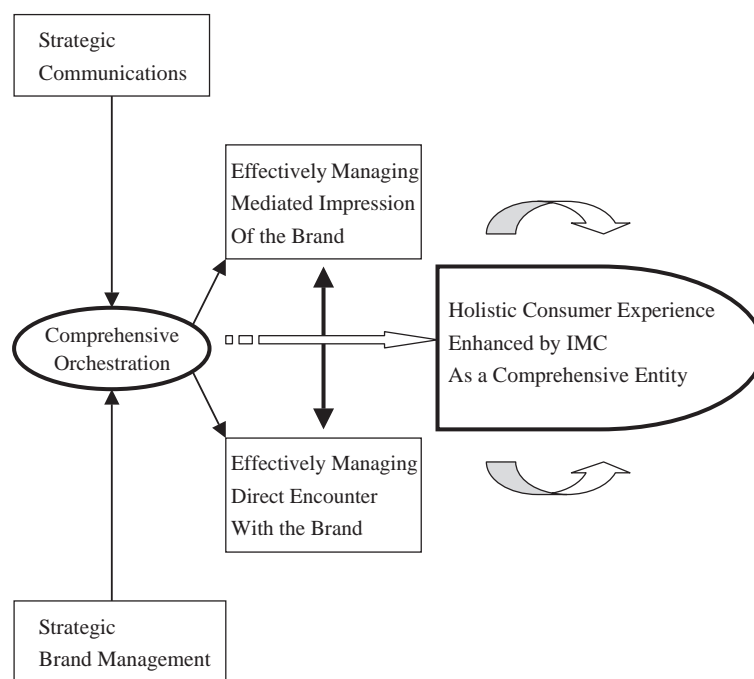 Strategic
Communications
Effectively Managing
Mediated Impression
Of the Brand
Comprehensive
Orchestration
Holistic Consumer Experience
Enhanced by IMC
As a Comprehensive Entity
Effectively Managing
Direct Encounter
With the Brand
Strategic
Brand Management